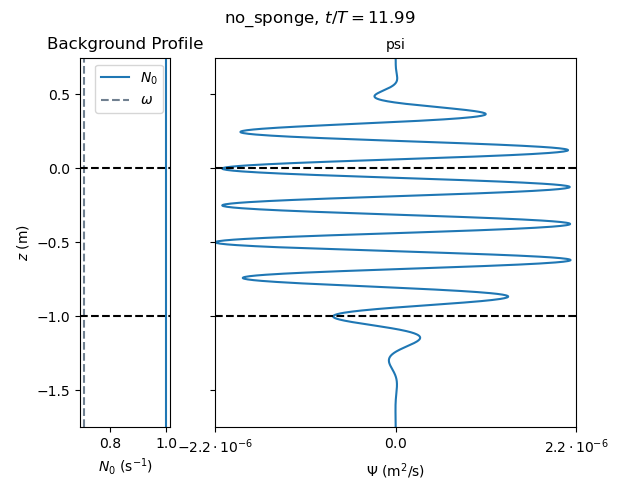 no_sponge, t/T = 11.99
Background Profile
psi
N₀
ω
0.5
0.0
−0.5
−1.0
−1.5
z (m)
0.8
1.0
−2.2 · 10⁻⁶
0.0
2.2 · 10⁻⁶
N₀ (s⁻¹)
Ψ (m²/s)